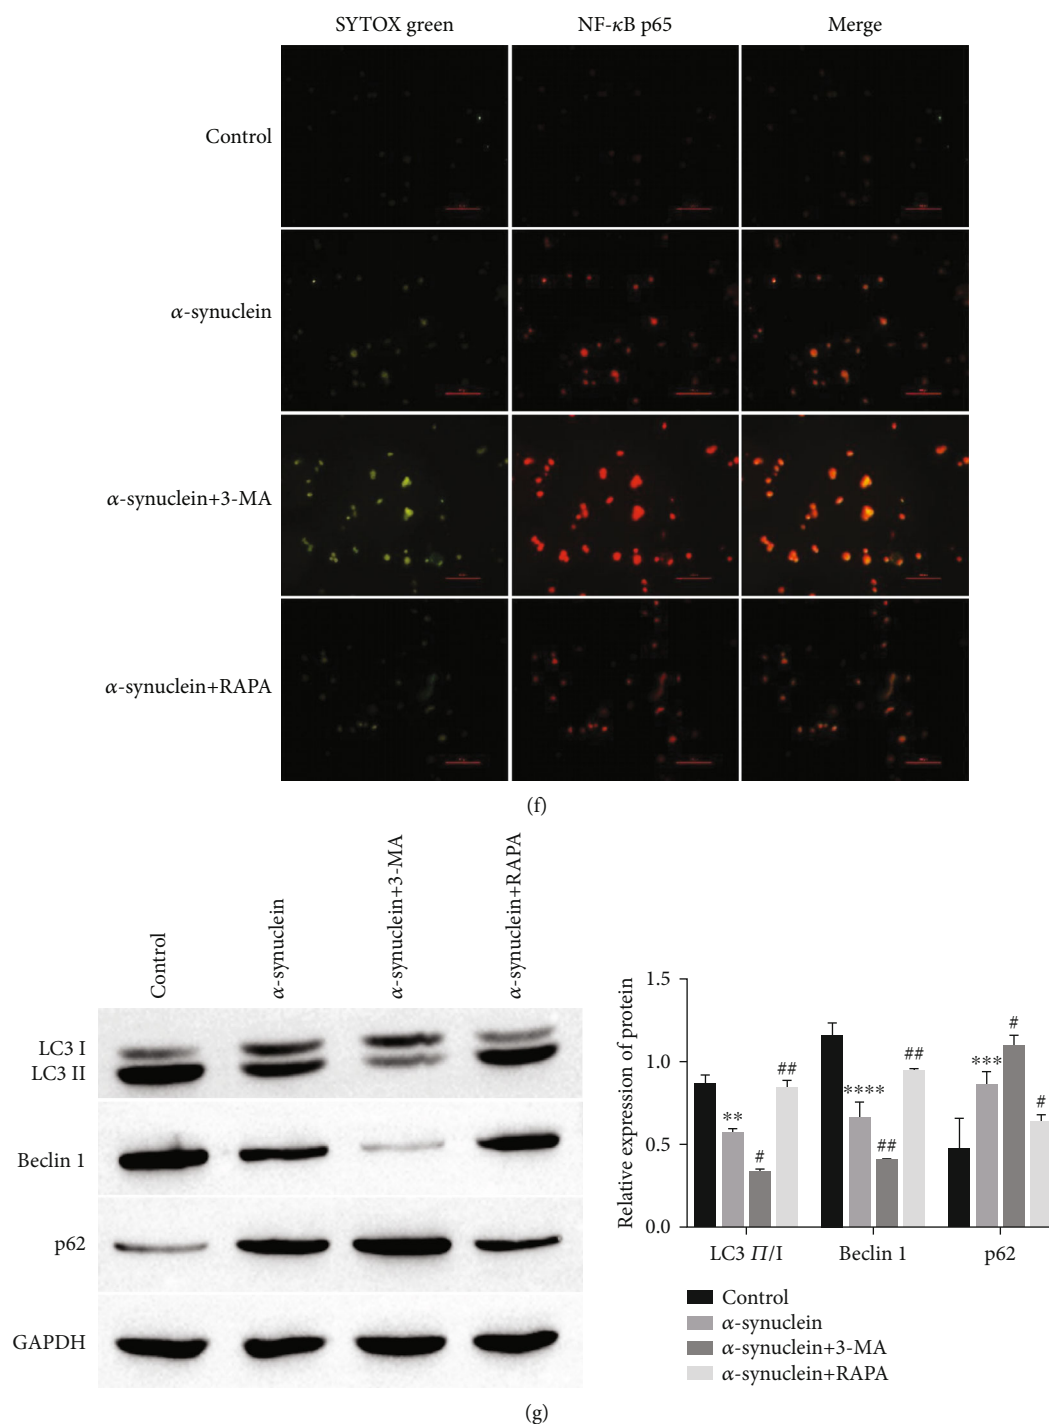 SYTOX green NF-κB p65 Merge
Control
α-synuclein
α-synuclein+3-MA
α-synuclein+RAPA
(f)
Control
α-synuclein
α-synuclein+3-MA
α-synuclein+RAPA
LC3 I
LC3 II
Beclin 1
p62
GAPDH
Relative expression of protein
1.5
1.0
0.5
0.0
**
#
##
****
##
##
***
#
#
LC3 II/I Beclin 1 p62
Control
α-synuclein
α-synuclein+3-MA
α-synuclein+RAPA
(g)